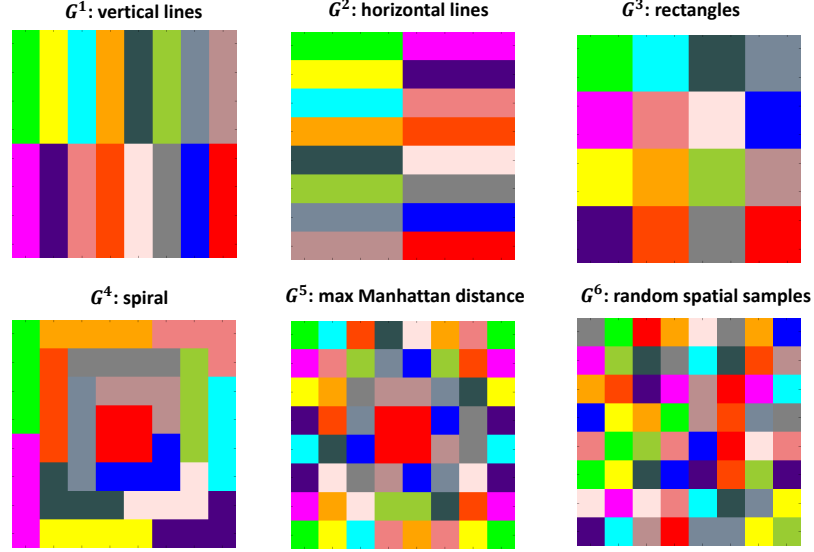 G¹: vertical lines
G²: horizontal lines
G³: rectangles
G⁴: spiral
G⁵: max Manhattan distance
G⁶: random spatial samples